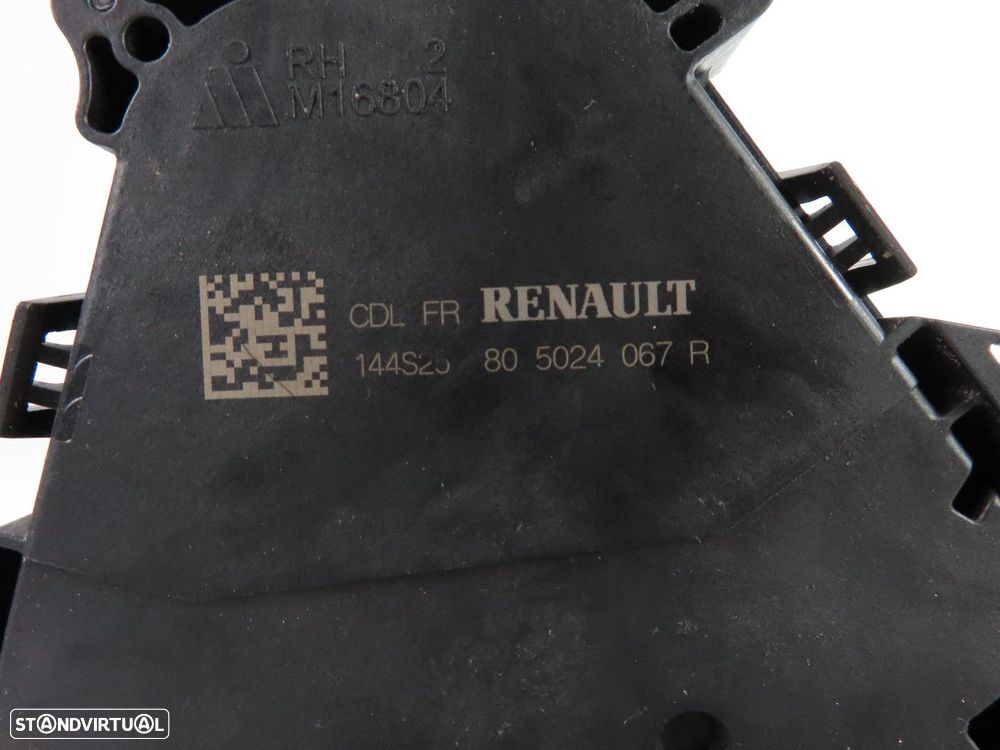 RH 2
M16804
CDL FR RENAULT
144S25 80 5024 067 R
STANDVIRTUAL